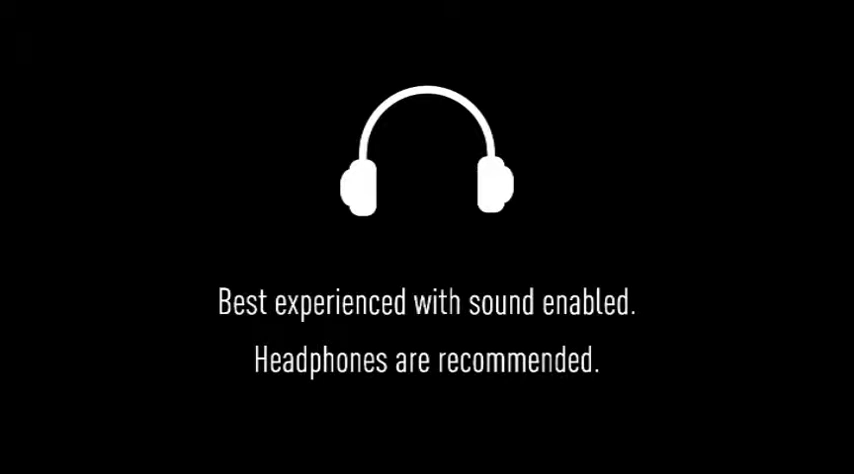 Best experienced with sound enabled.
Headphones are recommended.